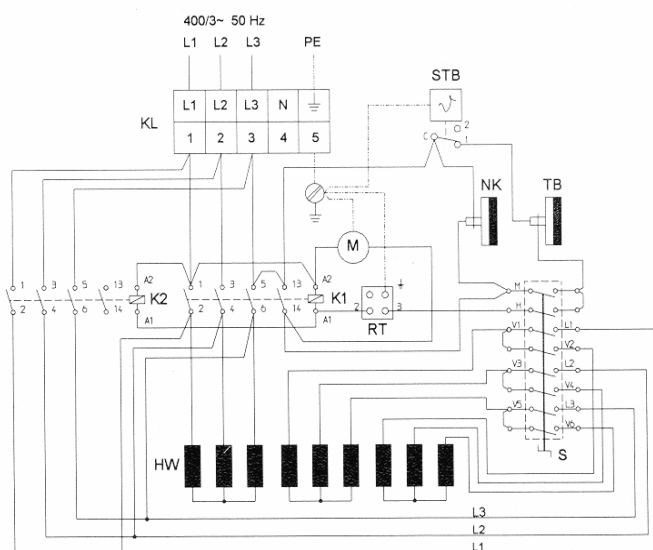 400/3~ 50 Hz
L1 L2 L3 PE
STB
L1 L2 L3 N
KL
1 2 3 4 5
2
C 1
NK TB
M
1 3 5 13 A2
K2
2 4 6 14 A1
A2
1 3 5 13
K1
2 4 6 14
A1
2 3
RT
M
H
V1 L1
V2
V3 L2
V4
V5 L3
V6
S
HW
L3
L2
L1